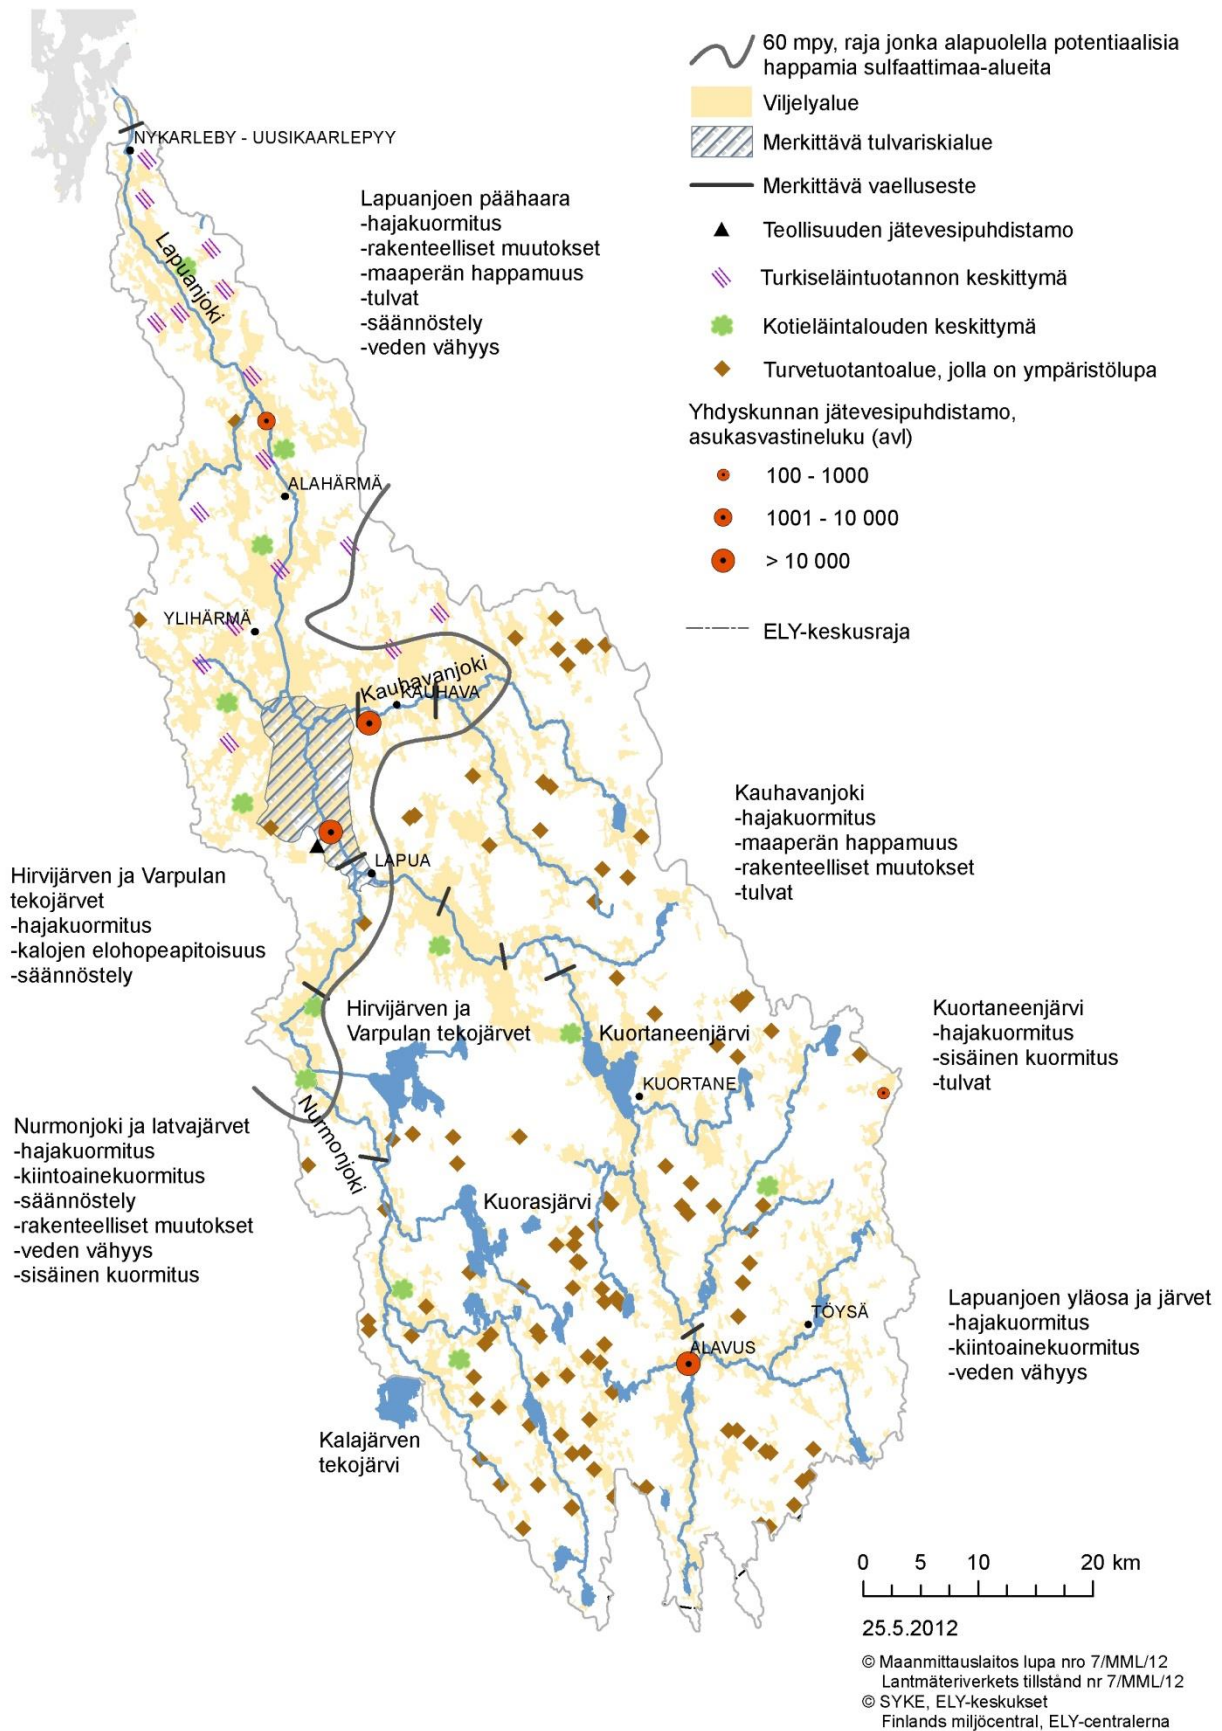 60 mpy, raja jonka alapuolella potentiaalisia
happamia sulfaattimaa-alueita
Viljelyalue
Merkittävä tulvariskialue
Merkittävä vaelluseste
Teollisuuden jätevesipuhdistamo
Turkiseläintuotannon keskittymä
Kotieläintalouden keskittymä
Turvetuotantoalue, jolla on ympäristölupa
Yhdyskunnan jätevesipuhdistamo,
asukasvastineluku (avl)
100 - 1000
1001 - 10 000
> 10 000
ELY-keskusraja
NYKARLEBY - UUSIKAARLEPYY
Lapuanjoen päähaara
-hajakuormitus
-rakenteelliset muutokset
-maaperän happamuus
-tulvat
-säännöstely
-veden vähyys
Lapuanjoki
ALAHÄRMÄ
YLIHÄRMÄ
Kauhavanjoki
KAUHAVA
Kauhavanjoki
-hajakuormitus
-maaperän happamuus
-rakenteelliset muutokset
-tulvat
LAPUA
Hirvijärven ja Varpulan
tekojärvet
-hajakuormitus
-kalojen elohopeapitoisuus
-säännöstely
Hirvijärven ja
Varpulan tekojärvet
Kuortaneenjärvi
KUORTANE
Kuortaneenjärvi
-hajakuormitus
-sisäinen kuormitus
-tulvat
Nurmonjoki ja latvajärvet
-hajakuormitus
-kiintoainekuormitus
-säännöstely
-rakenteelliset muutokset
-veden vähyys
-sisäinen kuormitus
Nurmonjoki
Kuorasjärvi
TÖYSÄ
ALAVUS
Lapuanjoen yläosa ja järvet
-hajakuormitus
-kiintoainekuormitus
-veden vähyys
Kalajärven
tekojärvi
0 5 10 20 km
25.5.2012
© Maanmittauslaitos lupa nro 7/MML/12
Lantmäteriverkets tillstånd nr 7/MML/12
© SYKE, ELY-keskukset
Finlands miljöcentral, ELY-centralerna